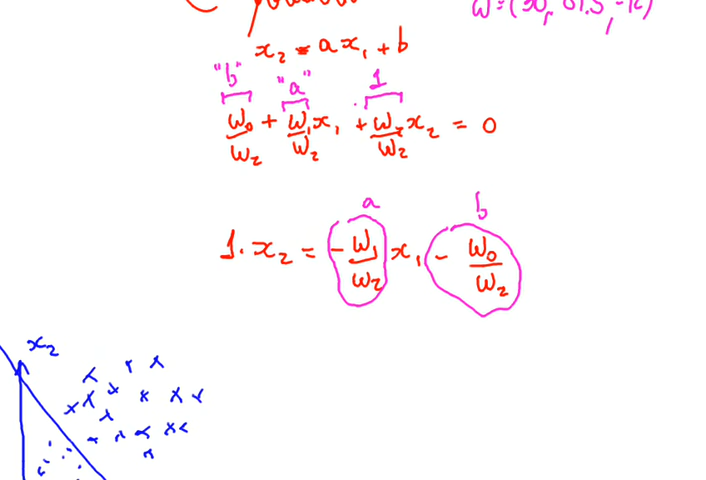 x₂ = a x₁ + b
"b" "a" 1
w₀/w₂ + w₁/w₂ x₁ + w₂/w₂ x₂ = 0
a b
1. x₂ = - w₁/w₂ x₁ - w₀/w₂
x₂